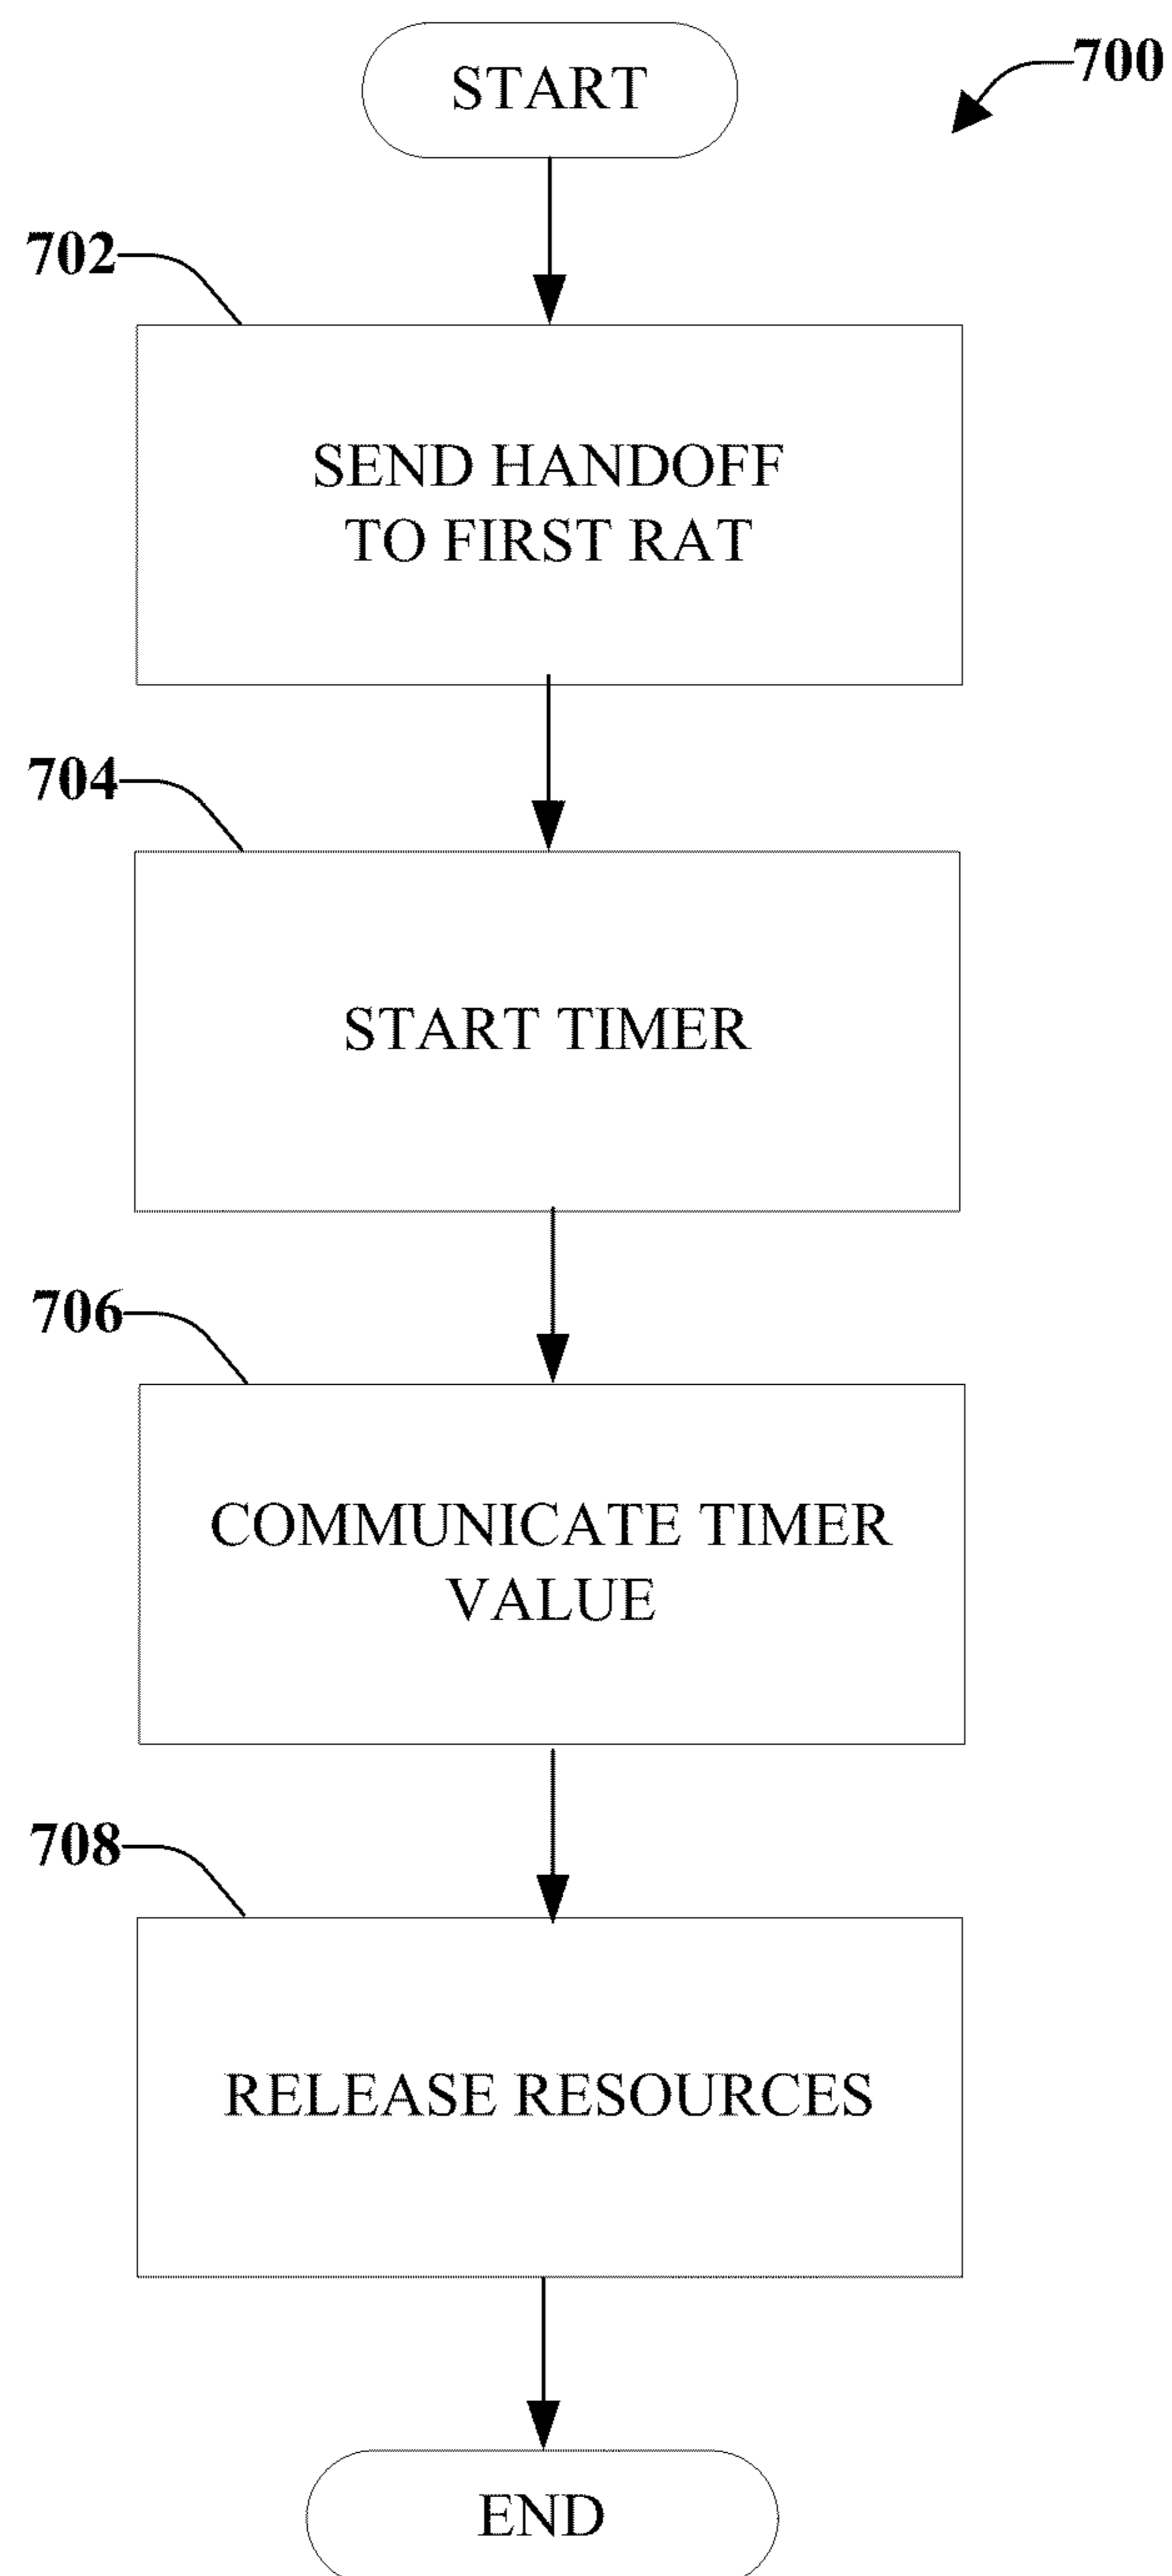 START
700
702
SEND HANDOFF
TO FIRST RAT
704
START TIMER
706
COMMUNICATE TIMER
VALUE
708
RELEASE RESOURCES
END